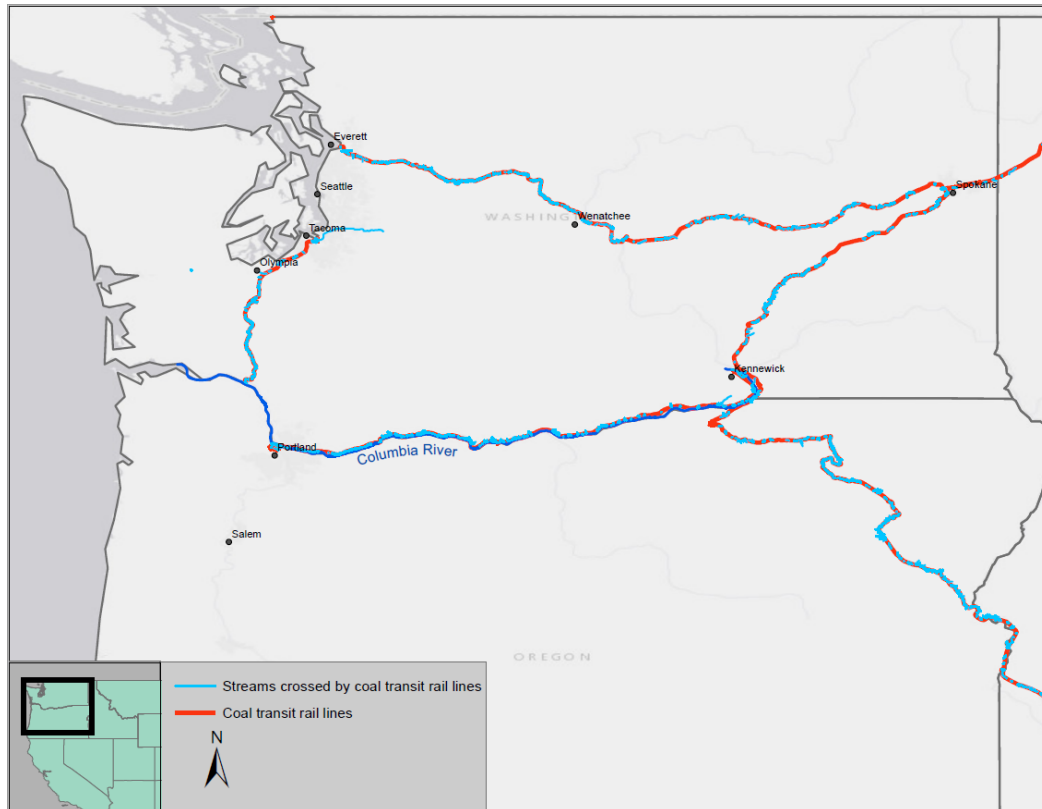 Everett
Seattle
Spokane
WASHINGTON
Wenatchee
Tacoma
Olympia
Kennewick
Portland
Columbia River
Salem
OREGON
Streams crossed by coal transit rail lines
Coal transit rail lines
N